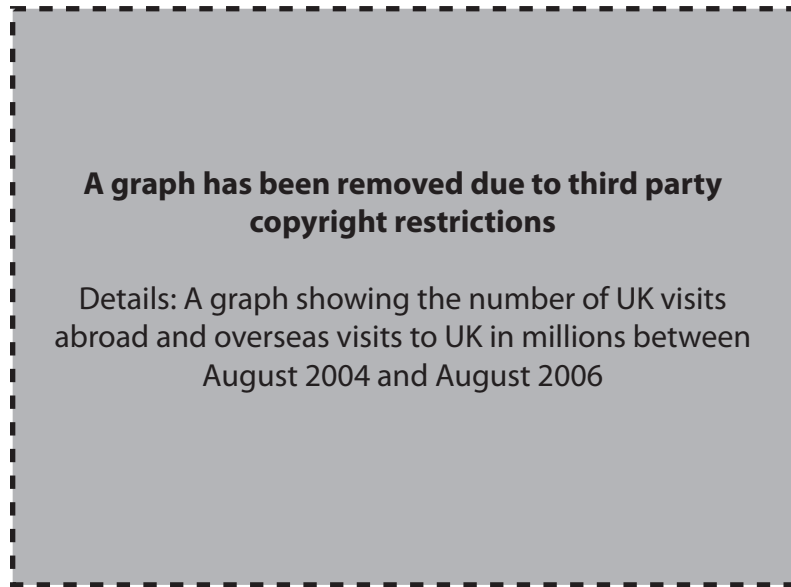 A graph has been removed due to third party
copyright restrictions
Details: A graph showing the number of UK visits
abroad and overseas visits to UK in millions between
August 2004 and August 2006